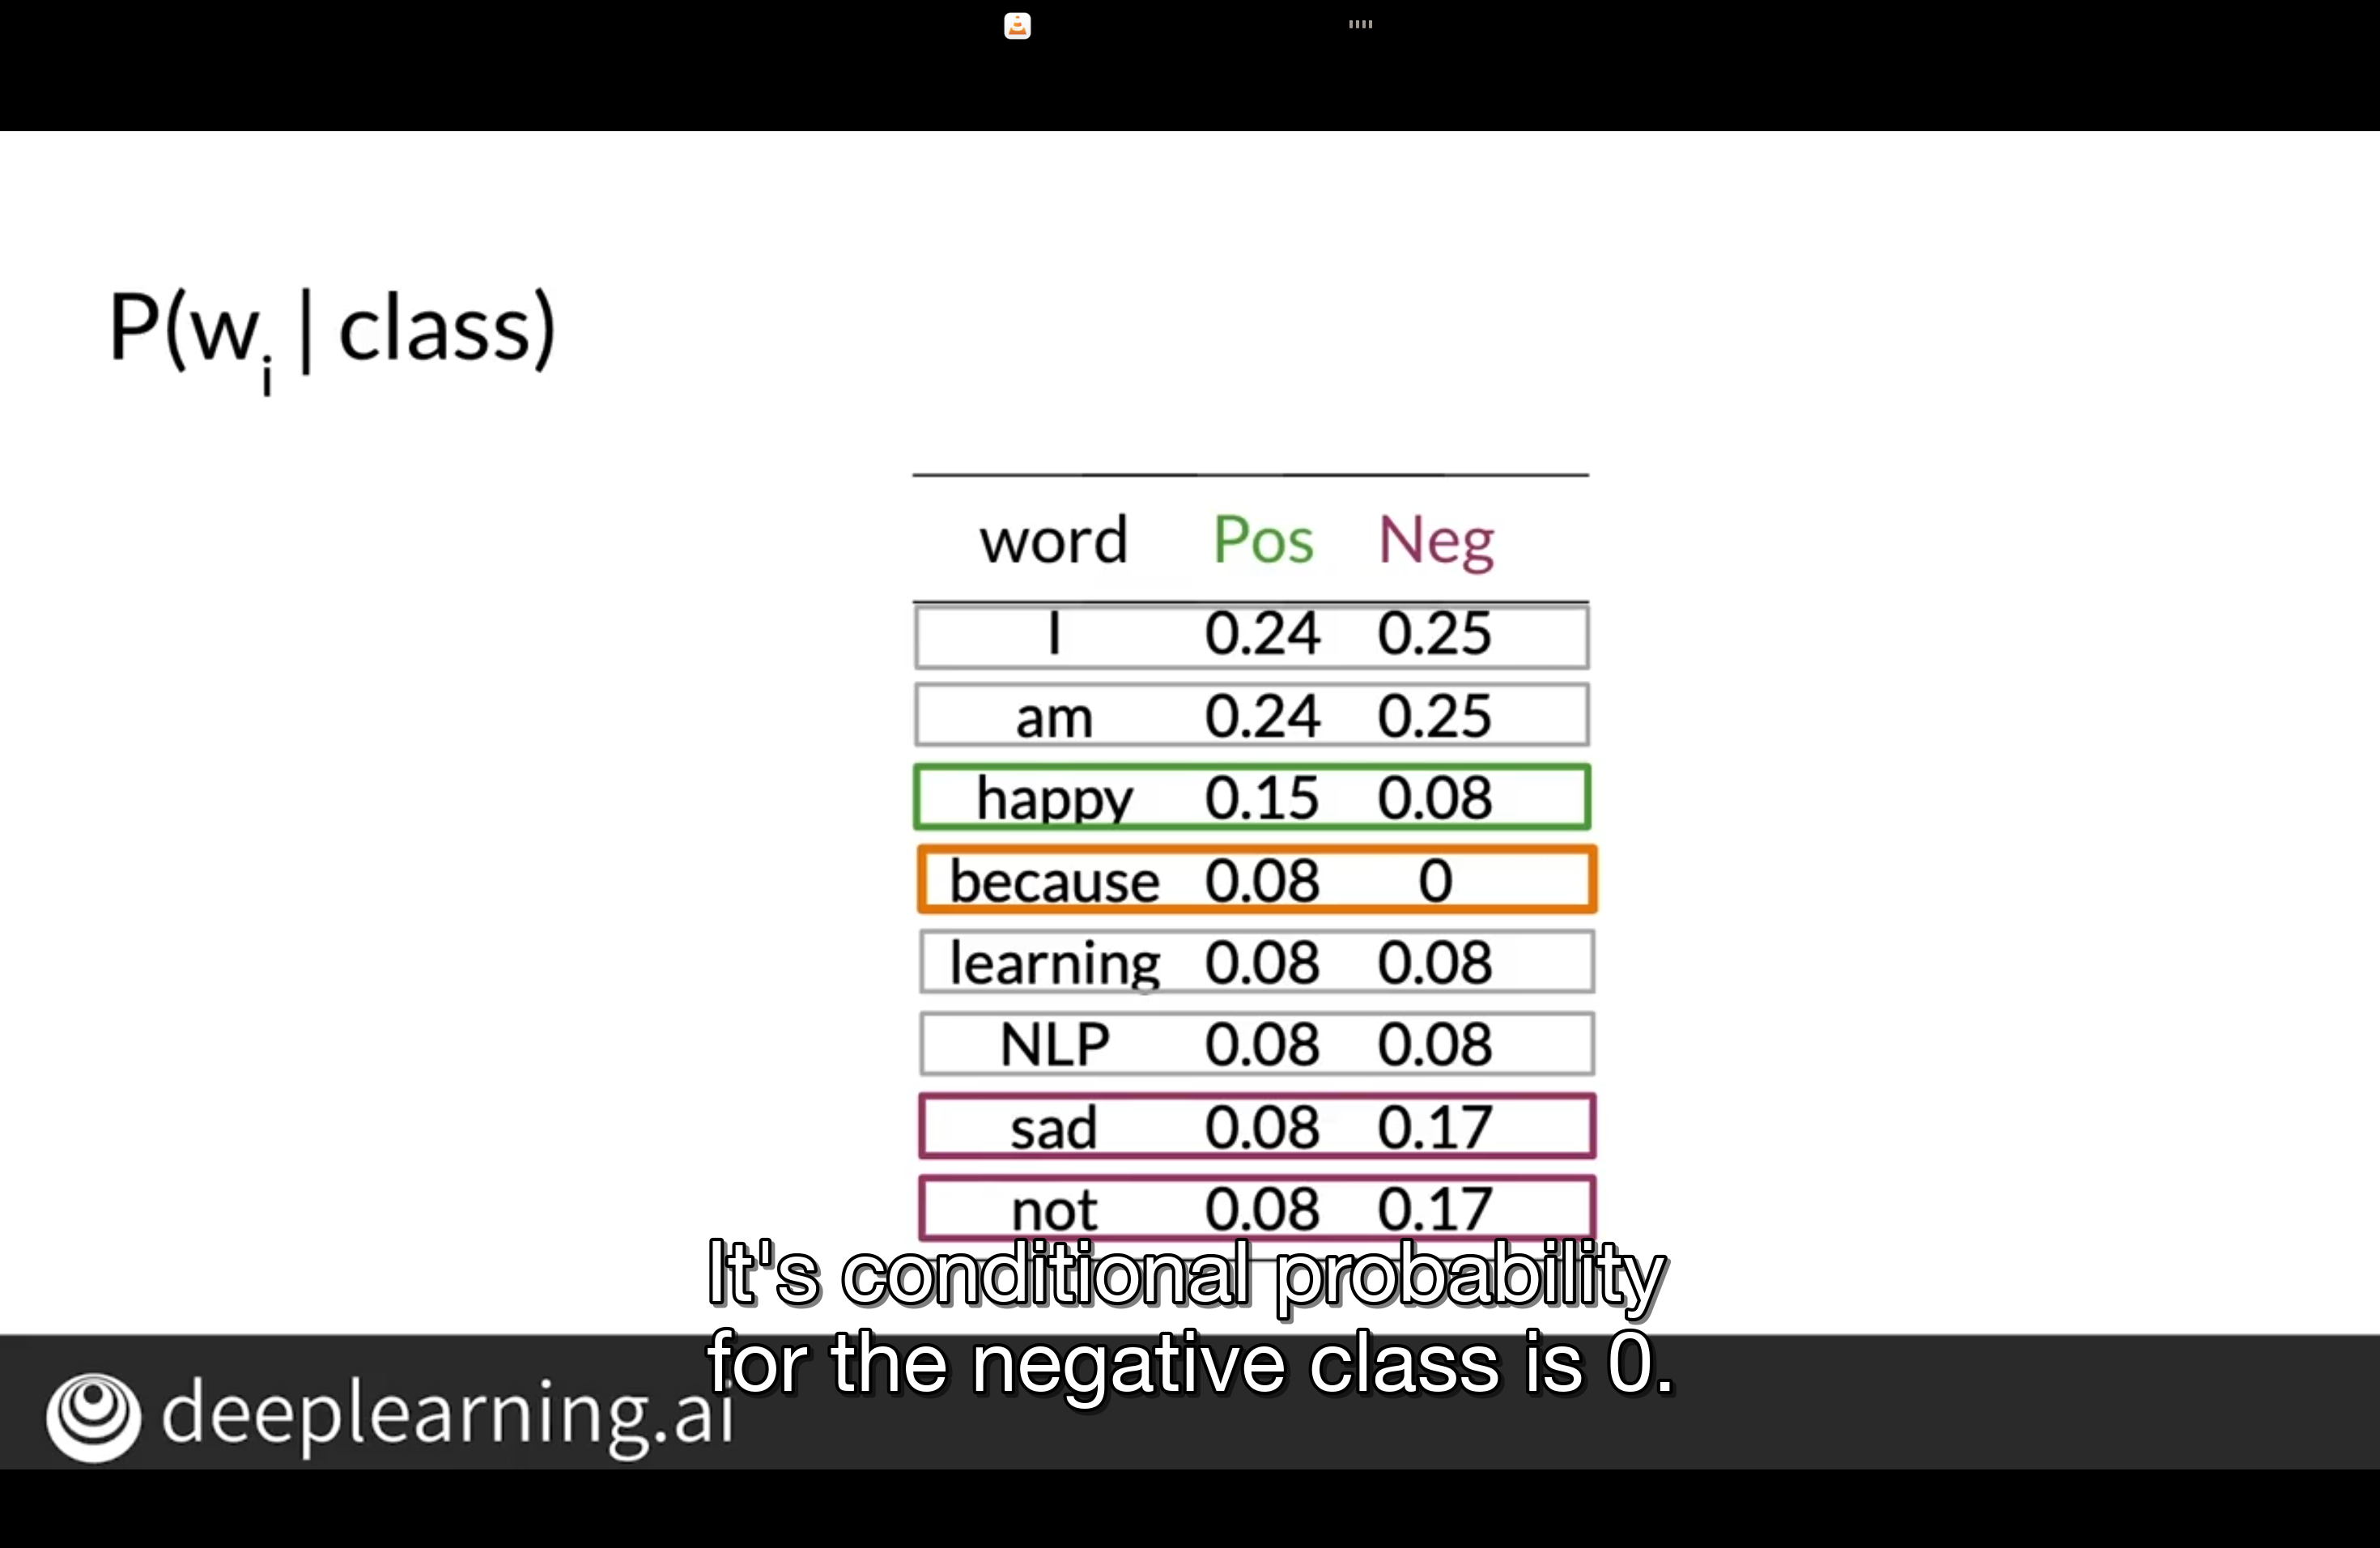 P(wi | class)
word Pos Neg
I 0.24 0.25
am 0.24 0.25
happy 0.15 0.08
because 0.08 0
learning 0.08 0.08
NLP 0.08 0.08
sad 0.08 0.17
not 0.08 0.17
It's conditional probability
for the negative class is 0.
deeplearning.ai